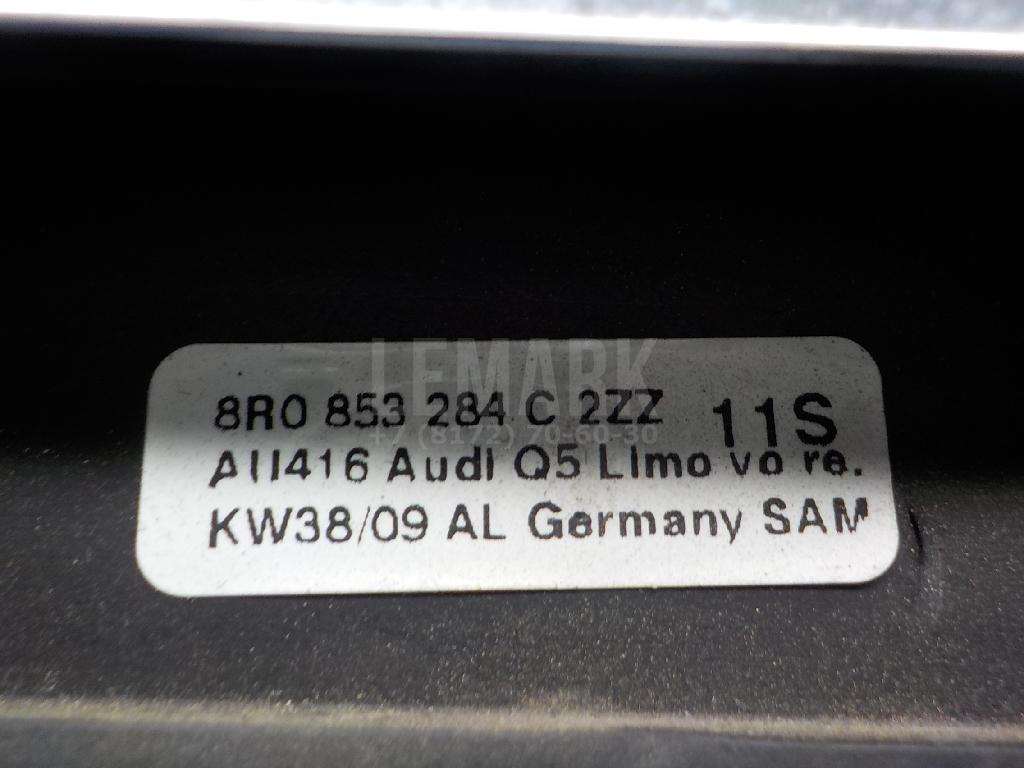 LEMARK
8R0 853 284 C 2ZZ 11S
+7 (8172) 70-60-30
AU416 Audi Q5 Limo vo re.
KW38/09 AL Germany SAM